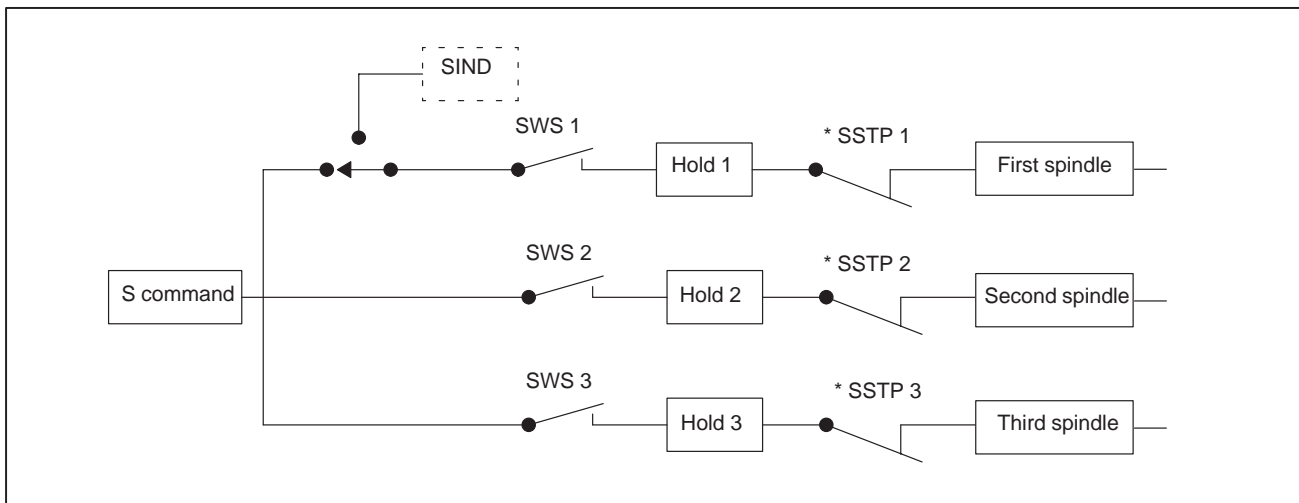 SIND
SWS 1
* SSTP 1
Hold 1
First spindle
SWS 2
* SSTP 2
S command
Hold 2
Second spindle
SWS 3
* SSTP 3
Hold 3
Third spindle